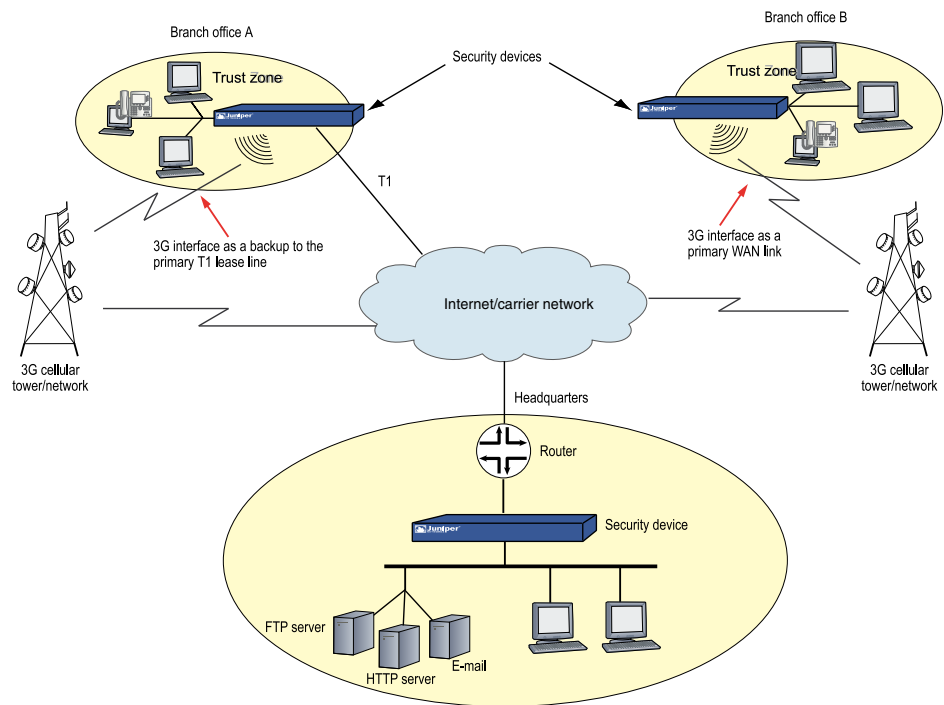 Branch office A
Branch office B
Security devices
Trust Zone
Trust Zone
Juniper
Juniper
T1
3G interface as a backup to the
primary T1 lease line
3G interface as a
primary WAN link
Internet/carrier network
3G cellular
tower/network
3G cellular
tower/network
Headquarters
Router
Security device
Juniper
FTP server
HTTP server
E-mail